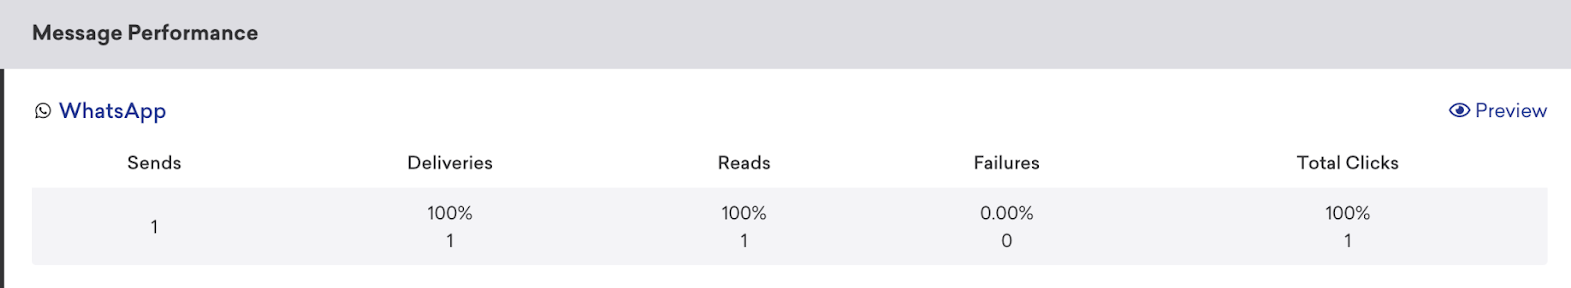 Message Performance
WhatsApp
Preview
Sends Deliveries Reads Failures Total Clicks
100% 100% 0.00% 100%
1
1 1 0 1